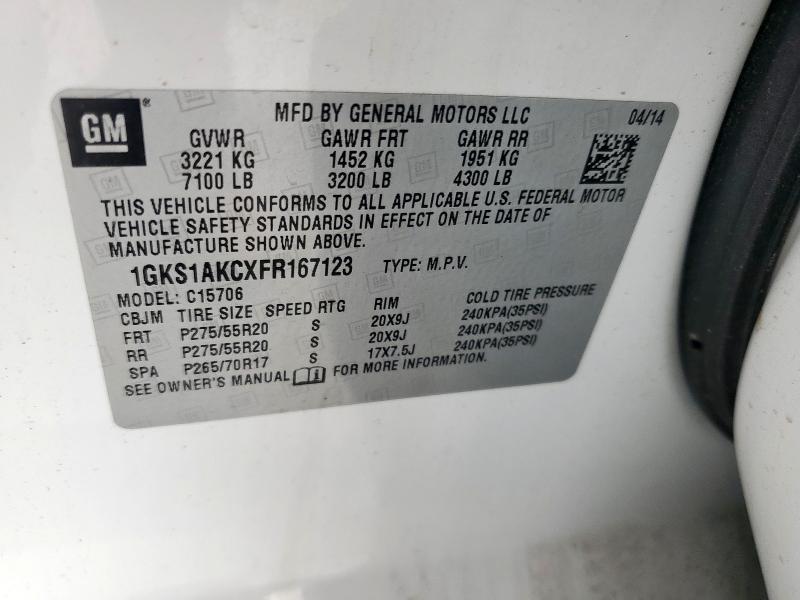 GM ®
MFD BY GENERAL MOTORS LLC 04/14
GVWR GAWR FRT GAWR RR
3221 KG 1452 KG 1951 KG
7100 LB 3200 LB 4300 LB
THIS VEHICLE CONFORMS TO ALL APPLICABLE U.S. FEDERAL MOTOR
VEHICLE SAFETY STANDARDS IN EFFECT ON THE DATE OF
MANUFACTURE SHOWN ABOVE.
1GKS1AKCXFR167123 TYPE: M.P.V.
MODEL: C15706
CBJM TIRE SIZE SPEED RTG RIM COLD TIRE PRESSURE
FRT P275/55R20 S 20X9J 240KPA(35PSI)
RR P275/55R20 S 20X9J 240KPA(35PSI)
SPA P265/70R17 S 17X7.5J 240KPA(35PSI)
SEE OWNER'S MANUAL FOR MORE INFORMATION.